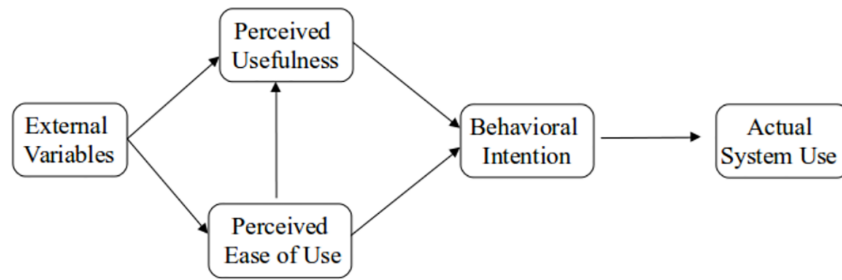 Perceived
Usefulness
External
Variables
Behavioral
Intention
Actual
System Use
Perceived
Ease of Use